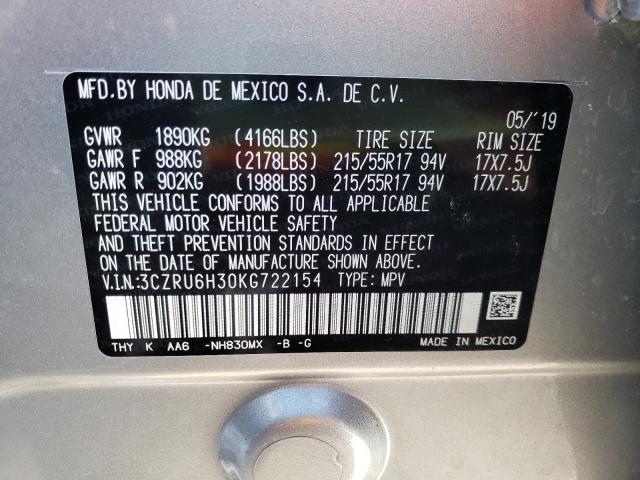 MFD.BY HONDA DE MEXICO S.A. DE C.V.
05/'19
GVWR 1890KG (4166LBS) TIRE SIZE RIM SIZE
GAWR F 988KG (2178LBS) 215/55R17 94V 17X7.5J
GAWR R 902KG (1988LBS) 215/55R17 94V 17X7.5J
THIS VEHICLE CONFORMS TO ALL APPLICABLE
FEDERAL MOTOR VEHICLE SAFETY
AND THEFT PREVENTION STANDARDS IN EFFECT
ON THE DATE OF MANUFACTURE SHOWN ABOVE.
V.I.N:3CZRU6H30KG722154 TYPE: MPV
THY K AA6 -NH830MX -B -G MADE IN MEXICO